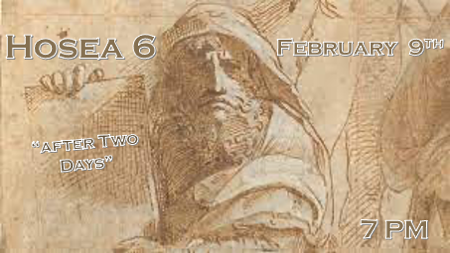 Hosea 6
February 9th
"after Two
Days"
7 PM